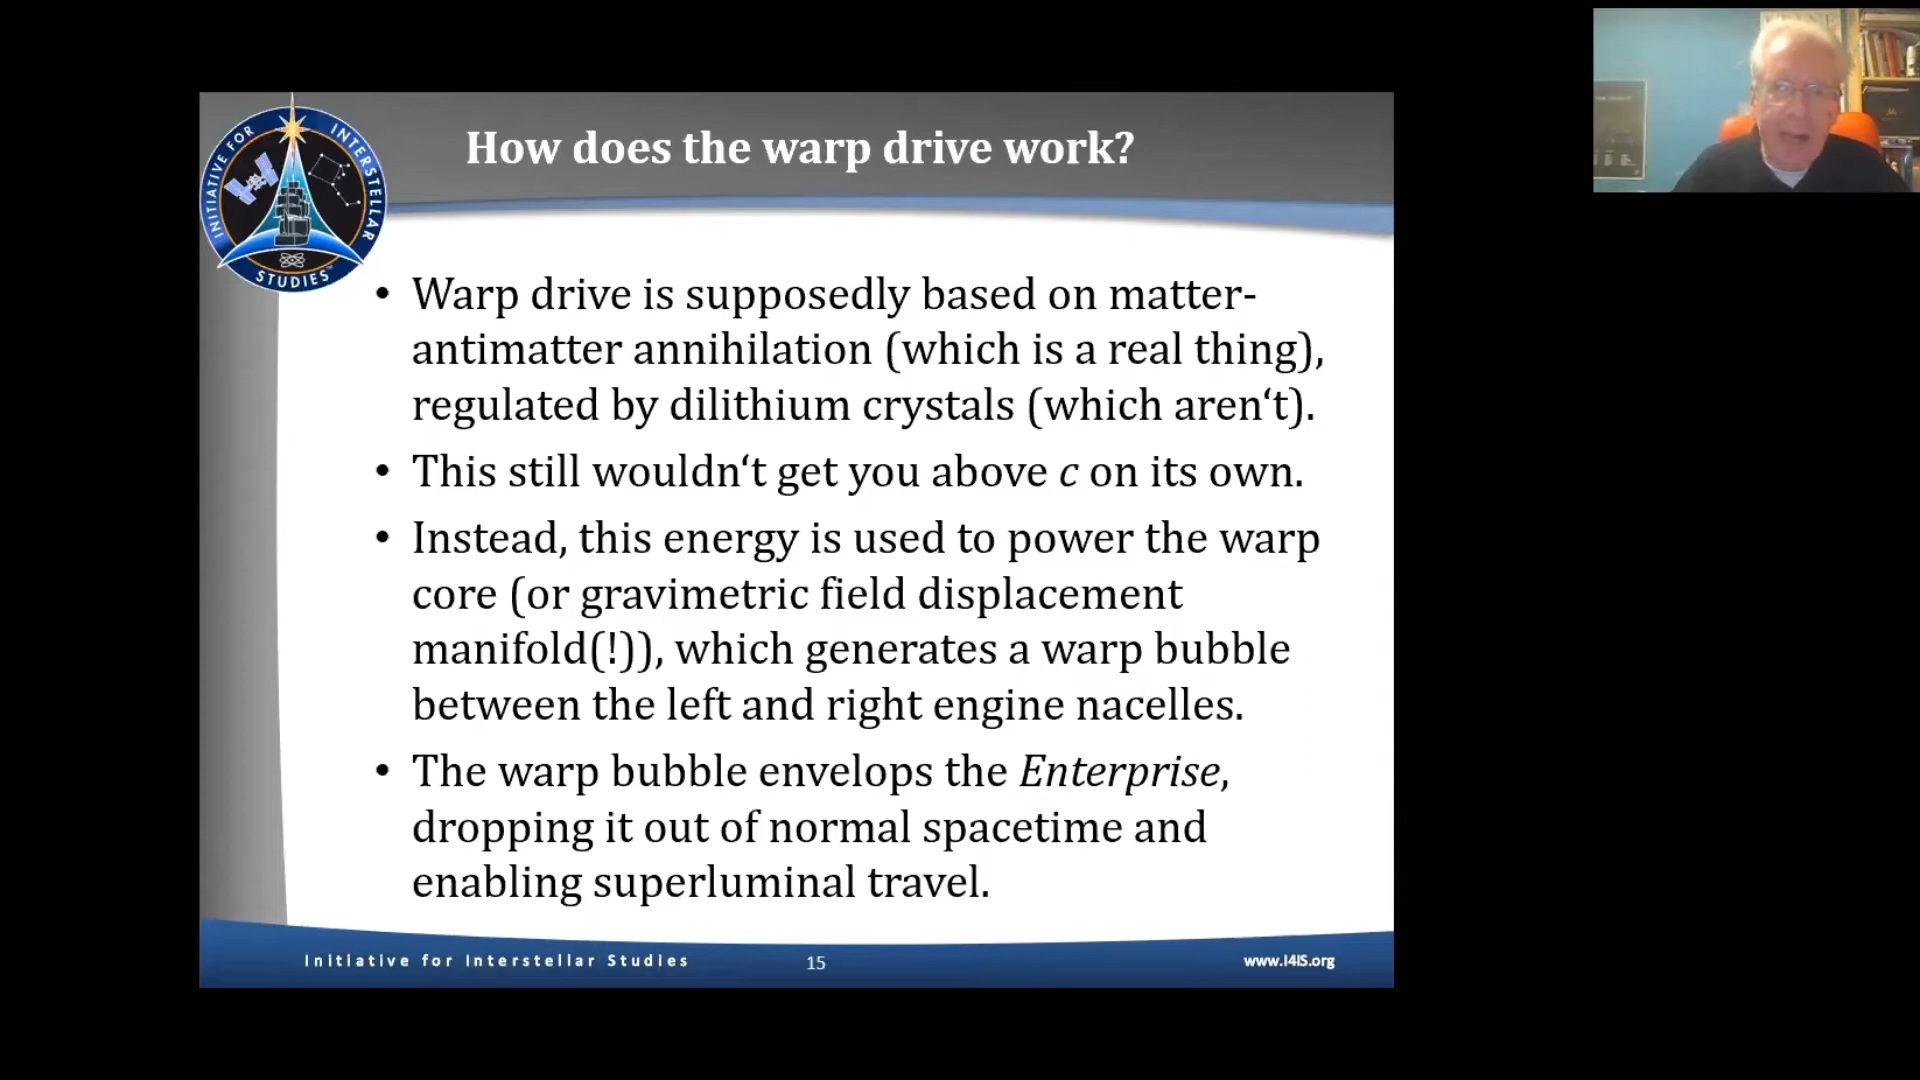 INITIATIVE FOR INTERSTELLAR
STUDIES™
How does the warp drive work?
• Warp drive is supposedly based on matter-
antimatter annihilation (which is a real thing),
regulated by dilithium crystals (which aren‘t).
• This still wouldn‘t get you above c on its own.
• Instead, this energy is used to power the warp
core (or gravimetric field displacement
manifold(!)), which generates a warp bubble
between the left and right engine nacelles.
• The warp bubble envelops the Enterprise,
dropping it out of normal spacetime and
enabling superluminal travel.
Initiative for Interstellar Studies
15
www.I4IS.org